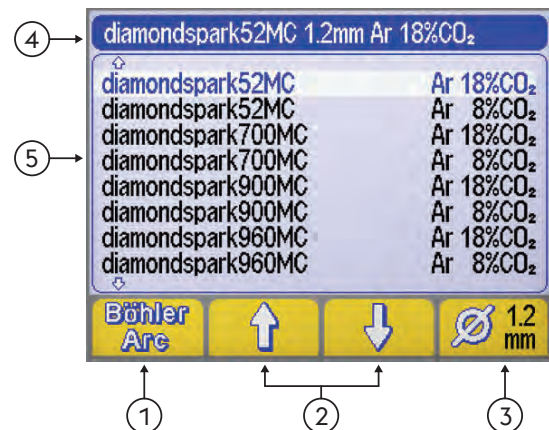 4
diamondspark52MC 1.2mm Ar 18%CO₂
diamondspark52MC Ar 18%CO₂
diamondspark52MC Ar 8%CO₂
diamondspark700MC Ar 18%CO₂
5
diamondspark700MC Ar 8%CO₂
diamondspark900MC Ar 18%CO₂
diamondspark900MC Ar 8%CO₂
diamondspark960MC Ar 18%CO₂
diamondspark960MC Ar 8%CO₂
Böhler
Arc
Ø 1.2
mm
1 2 3